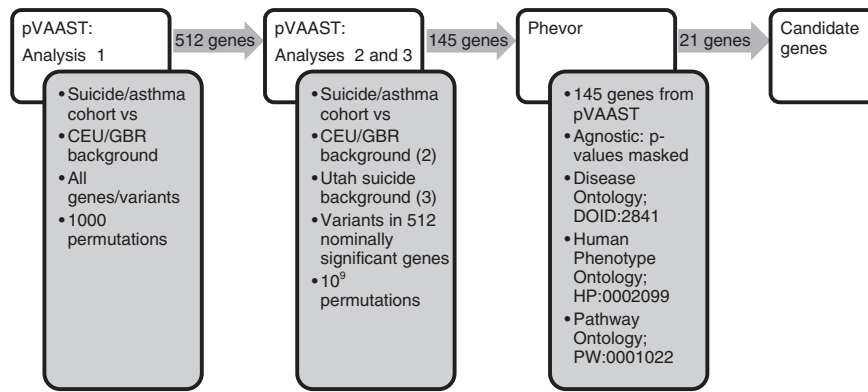 pVAAST:
Analysis 1
512 genes
pVAAST:
Analyses 2 and 3
145 genes
Phevor
21 genes
Candidate
genes
•Suicide/asthma
cohort vs
•CEU/GBR
background
•All
genes/variants
•1000
permutations
•Suicide/asthma
cohort vs
•CEU/GBR
background (2)
•Utah suicide
background (3)
•Variants in 512
nominally
significant genes
•10⁹
permutations
•145 genes from
pVAAST
•Agnostic: p-
values masked
•Disease
Ontology;
DOID:2841
•Human
Phenotype
Ontology;
HP:0002099
•Pathway
Ontology;
PW:0001022